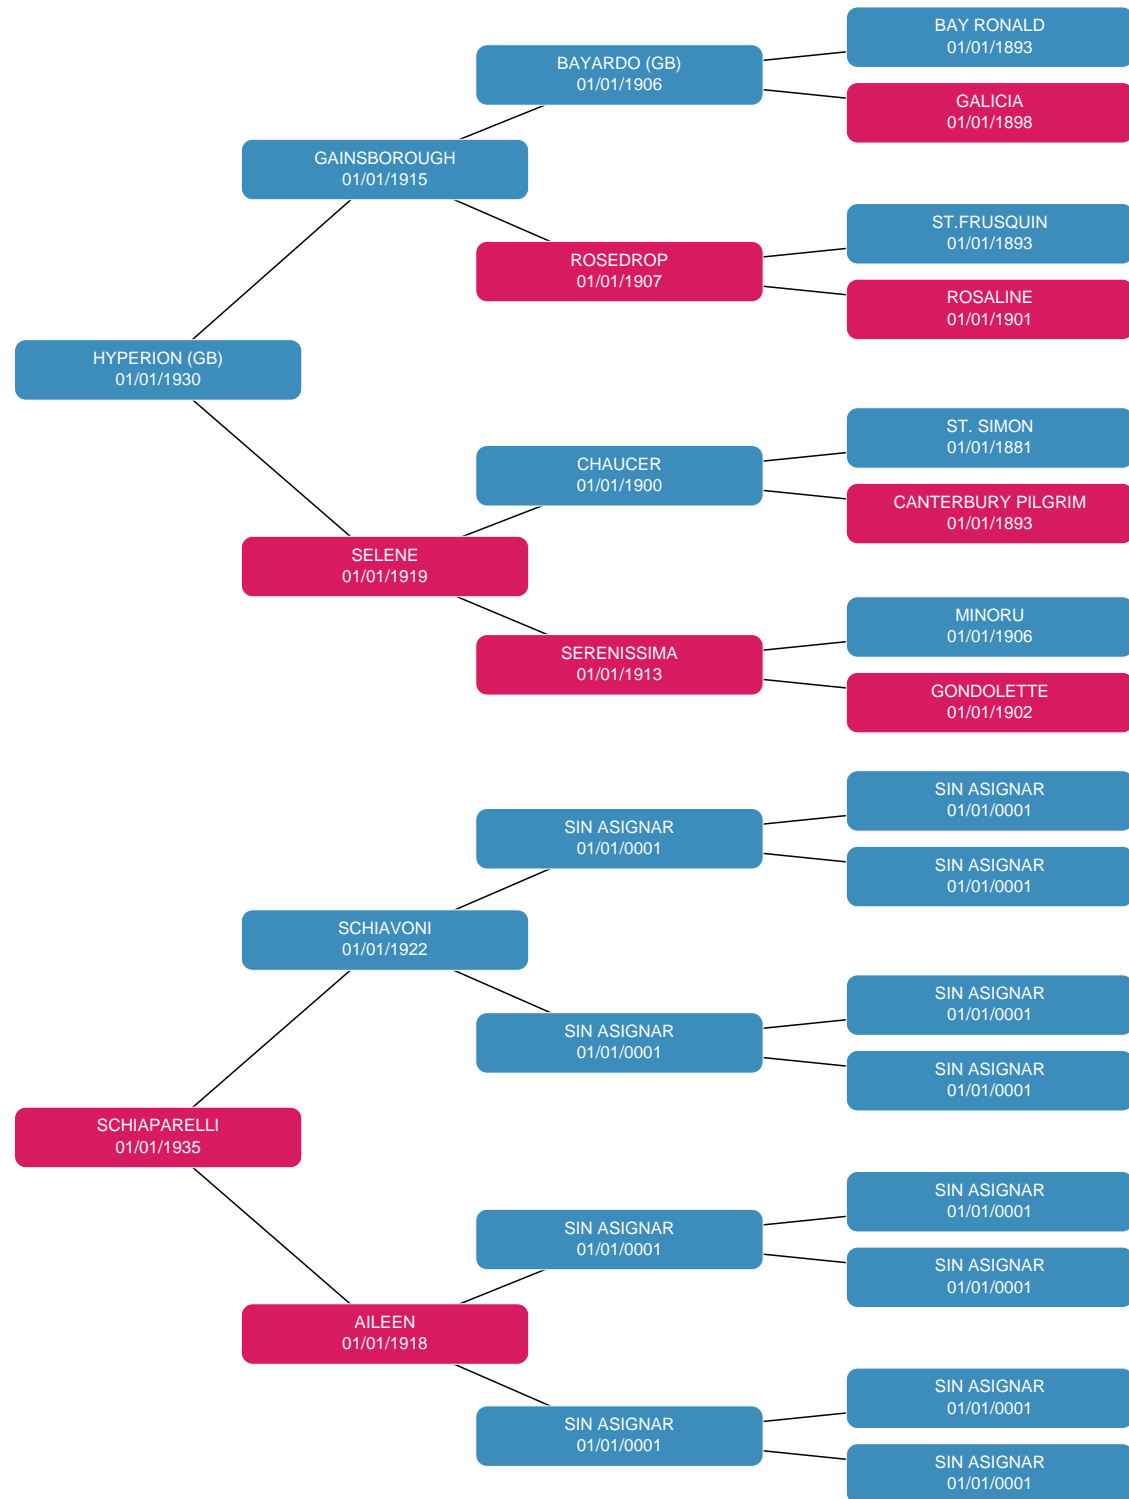 BAY RONALD
01/01/1893
BAYARDO (GB)
01/01/1906
GALICIA
01/01/1898
GAINSBOROUGH
01/01/1915
ST.FRUSQUIN
01/01/1893
ROSEDROP
01/01/1907
ROSALINE
01/01/1901
HYPERION (GB)
01/01/1930
ST. SIMON
01/01/1881
CHAUCER
01/01/1900
CANTERBURY PILGRIM
01/01/1893
SELENE
01/01/1919
MINORU
01/01/1906
SERENISSIMA
01/01/1913
GONDOLETTE
01/01/1902
SIN ASIGNAR
01/01/0001
SIN ASIGNAR
01/01/0001
SIN ASIGNAR
01/01/0001
SCHIAVONI
01/01/1922
SIN ASIGNAR
01/01/0001
SIN ASIGNAR
01/01/0001
SIN ASIGNAR
01/01/0001
SCHIAPARELLI
01/01/1935
SIN ASIGNAR
01/01/0001
SIN ASIGNAR
01/01/0001
SIN ASIGNAR
01/01/0001
AILEEN
01/01/1918
SIN ASIGNAR
01/01/0001
SIN ASIGNAR
01/01/0001
SIN ASIGNAR
01/01/0001